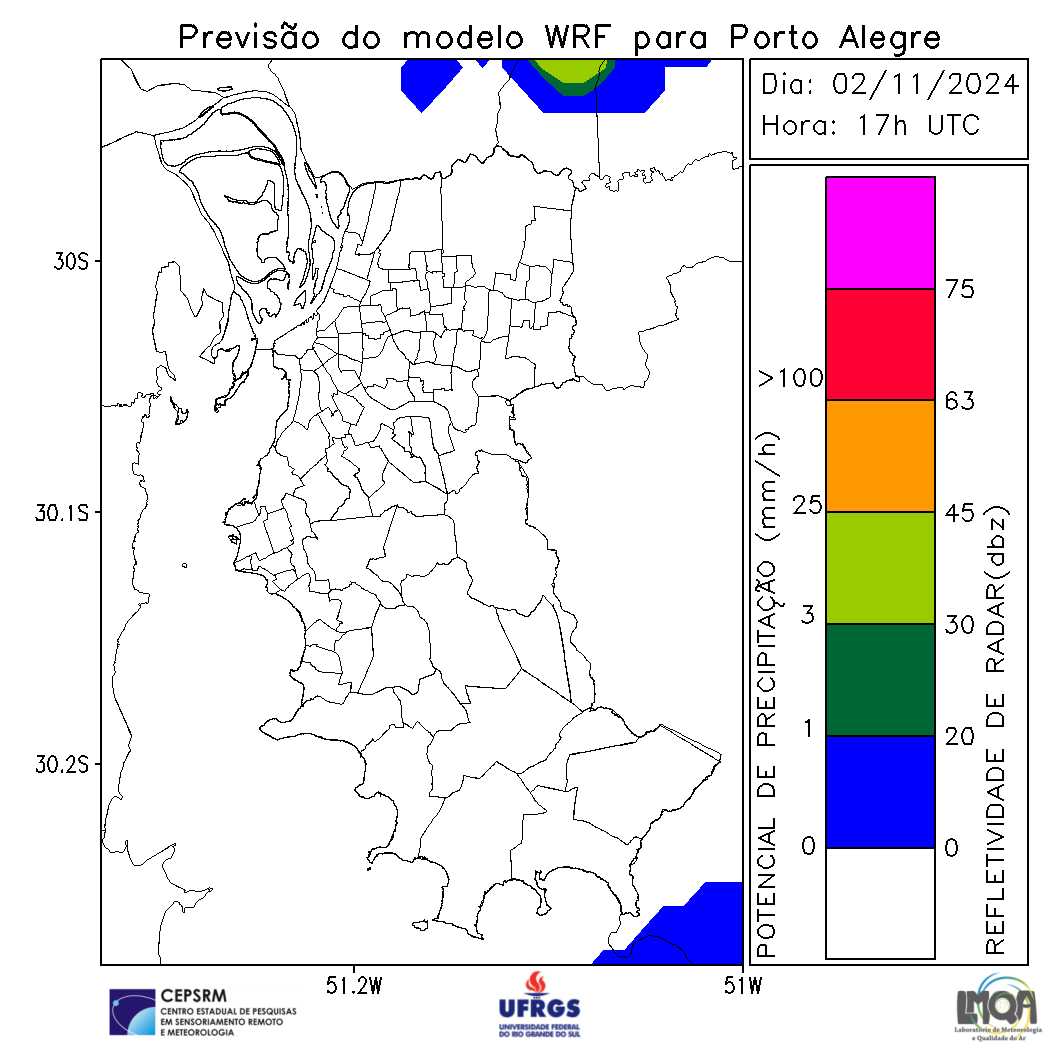 Previsão do modelo WRF para Porto Alegre
Dia: 02/11/2024
Hora: 17h UTC
30S
30.1S
30.2S
51.2W
51W
POTENCIAL DE PRECIPITAÇÃO (mm/h)
>100
25
3
1
0
75
63
45
30
20
0
REFLETIVIDADE DE RADAR(dbz)
CEPSRM
CENTRO ESTADUAL DE PESQUISAS
EM SENSORIAMENTO REMOTO
E METEOROLOGIA
UFRGS
UNIVERSIDADE FEDERAL
DO RIO GRANDE DO SUL
LMQA
Laboratório de Meteorologia
e Qualidade do Ar